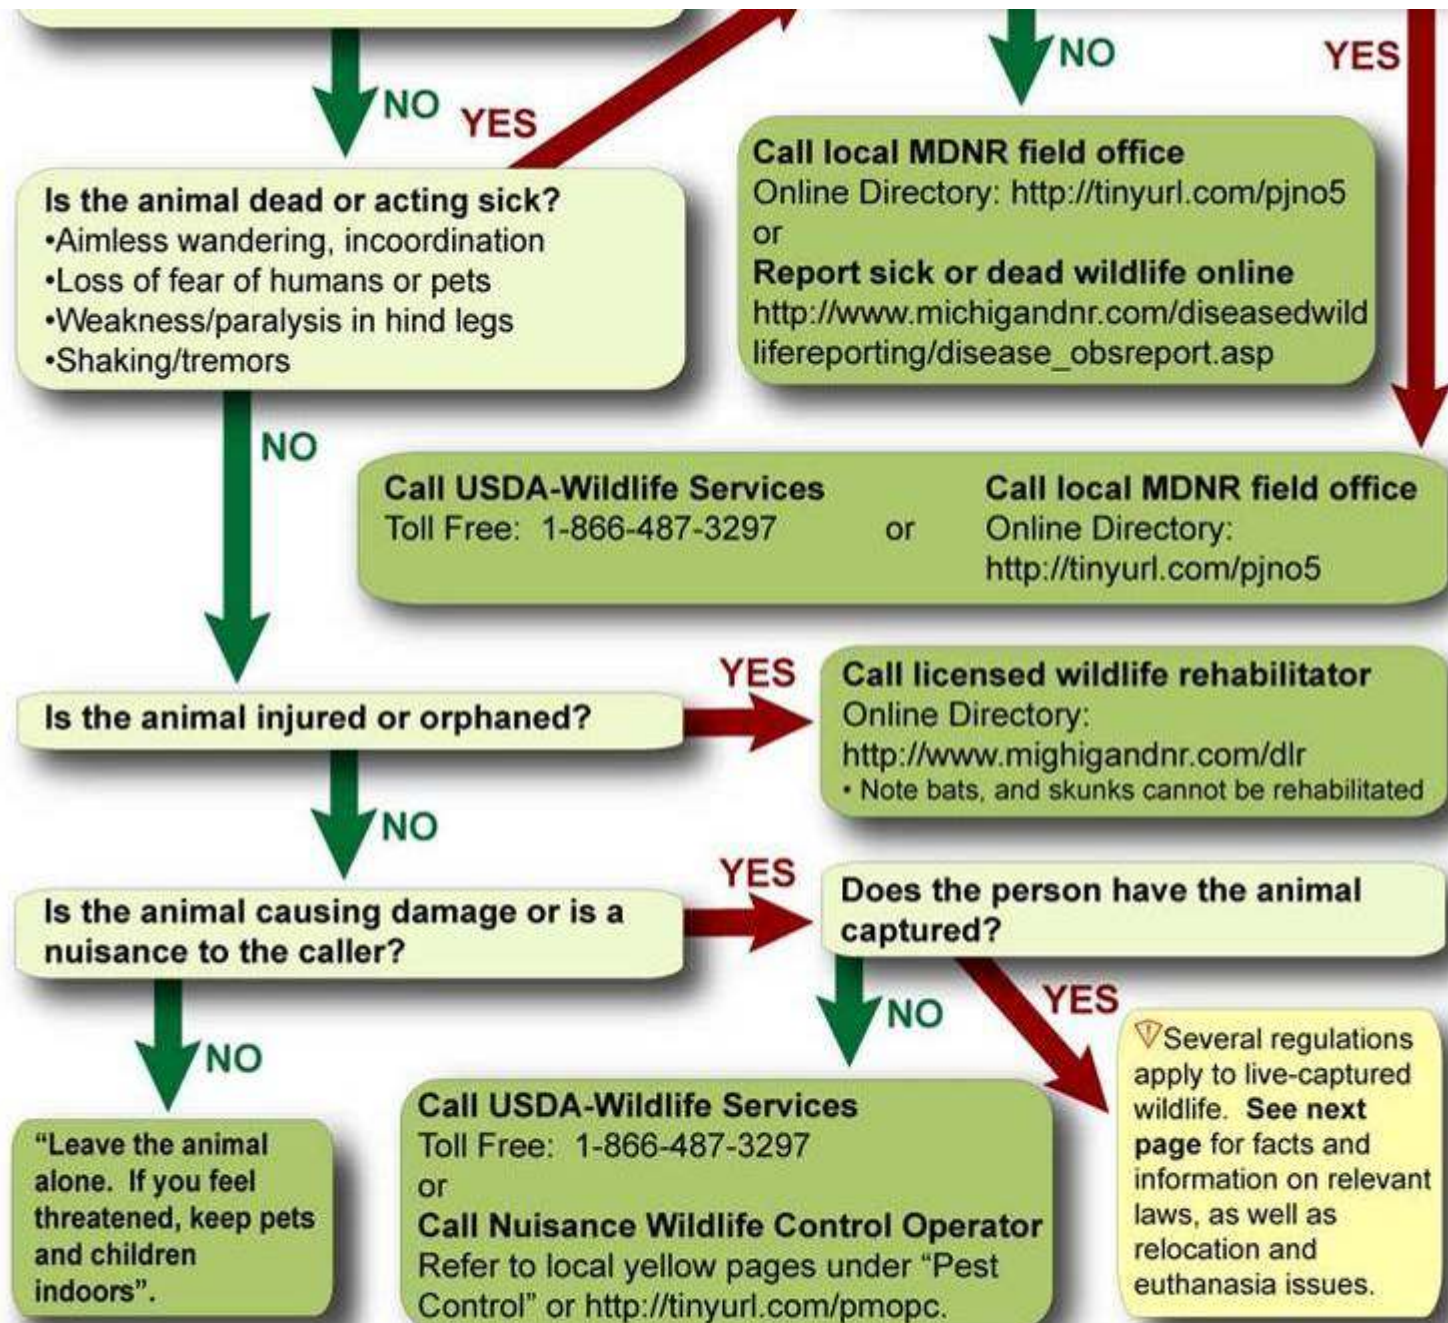 NO
YES
NO
YES
Is the animal dead or acting sick?
•Aimless wandering, incoordination
•Loss of fear of humans or pets
•Weakness/paralysis in hind legs
•Shaking/tremors
Call local MDNR field office
Online Directory: http://tinyurl.com/pjno5
or
Report sick or dead wildlife online
http://www.michigandnr.com/diseasedwild
lifereporting/disease_obsreport.asp
NO
Call USDA-Wildlife Services
Toll Free: 1-866-487-3297
or
Call local MDNR field office
Online Directory:
http://tinyurl.com/pjno5
Is the animal injured or orphaned?
YES
Call licensed wildlife rehabilitator
Online Directory:
http://www.mighigandnr.com/dlr
• Note bats, and skunks cannot be rehabilitated
NO
Is the animal causing damage or is a
nuisance to the caller?
YES
Does the person have the animal
captured?
NO
YES
NO
"Leave the animal
alone. If you feel
threatened, keep pets
and children
indoors".
Call USDA-Wildlife Services
Toll Free: 1-866-487-3297
or
Call Nuisance Wildlife Control Operator
Refer to local yellow pages under "Pest
Control" or http://tinyurl.com/pmopc.
Several regulations
apply to live-captured
wildlife. See next
page for facts and
information on relevant
laws, as well as
relocation and
euthanasia issues.